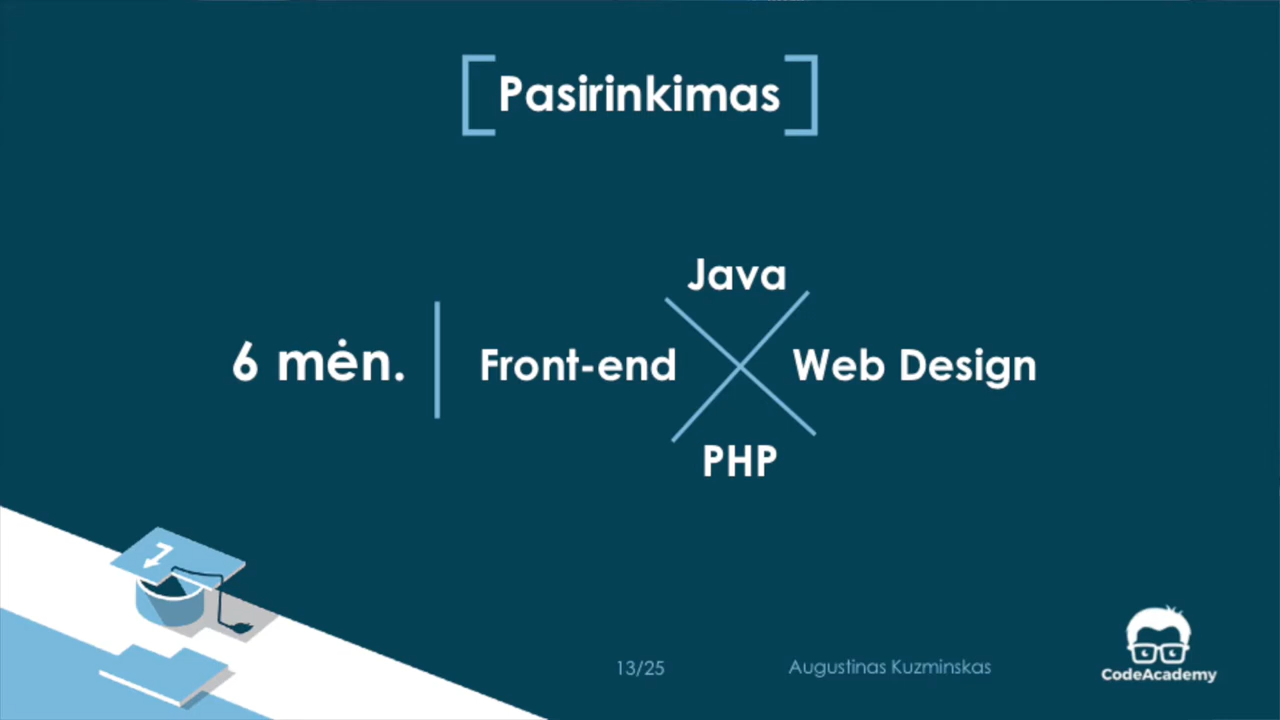 Pasirinkimas
Java
6 mėn.
Front-end
Web Design
PHP
13/25
Augustinas Kuzminskas
CodeAcademy